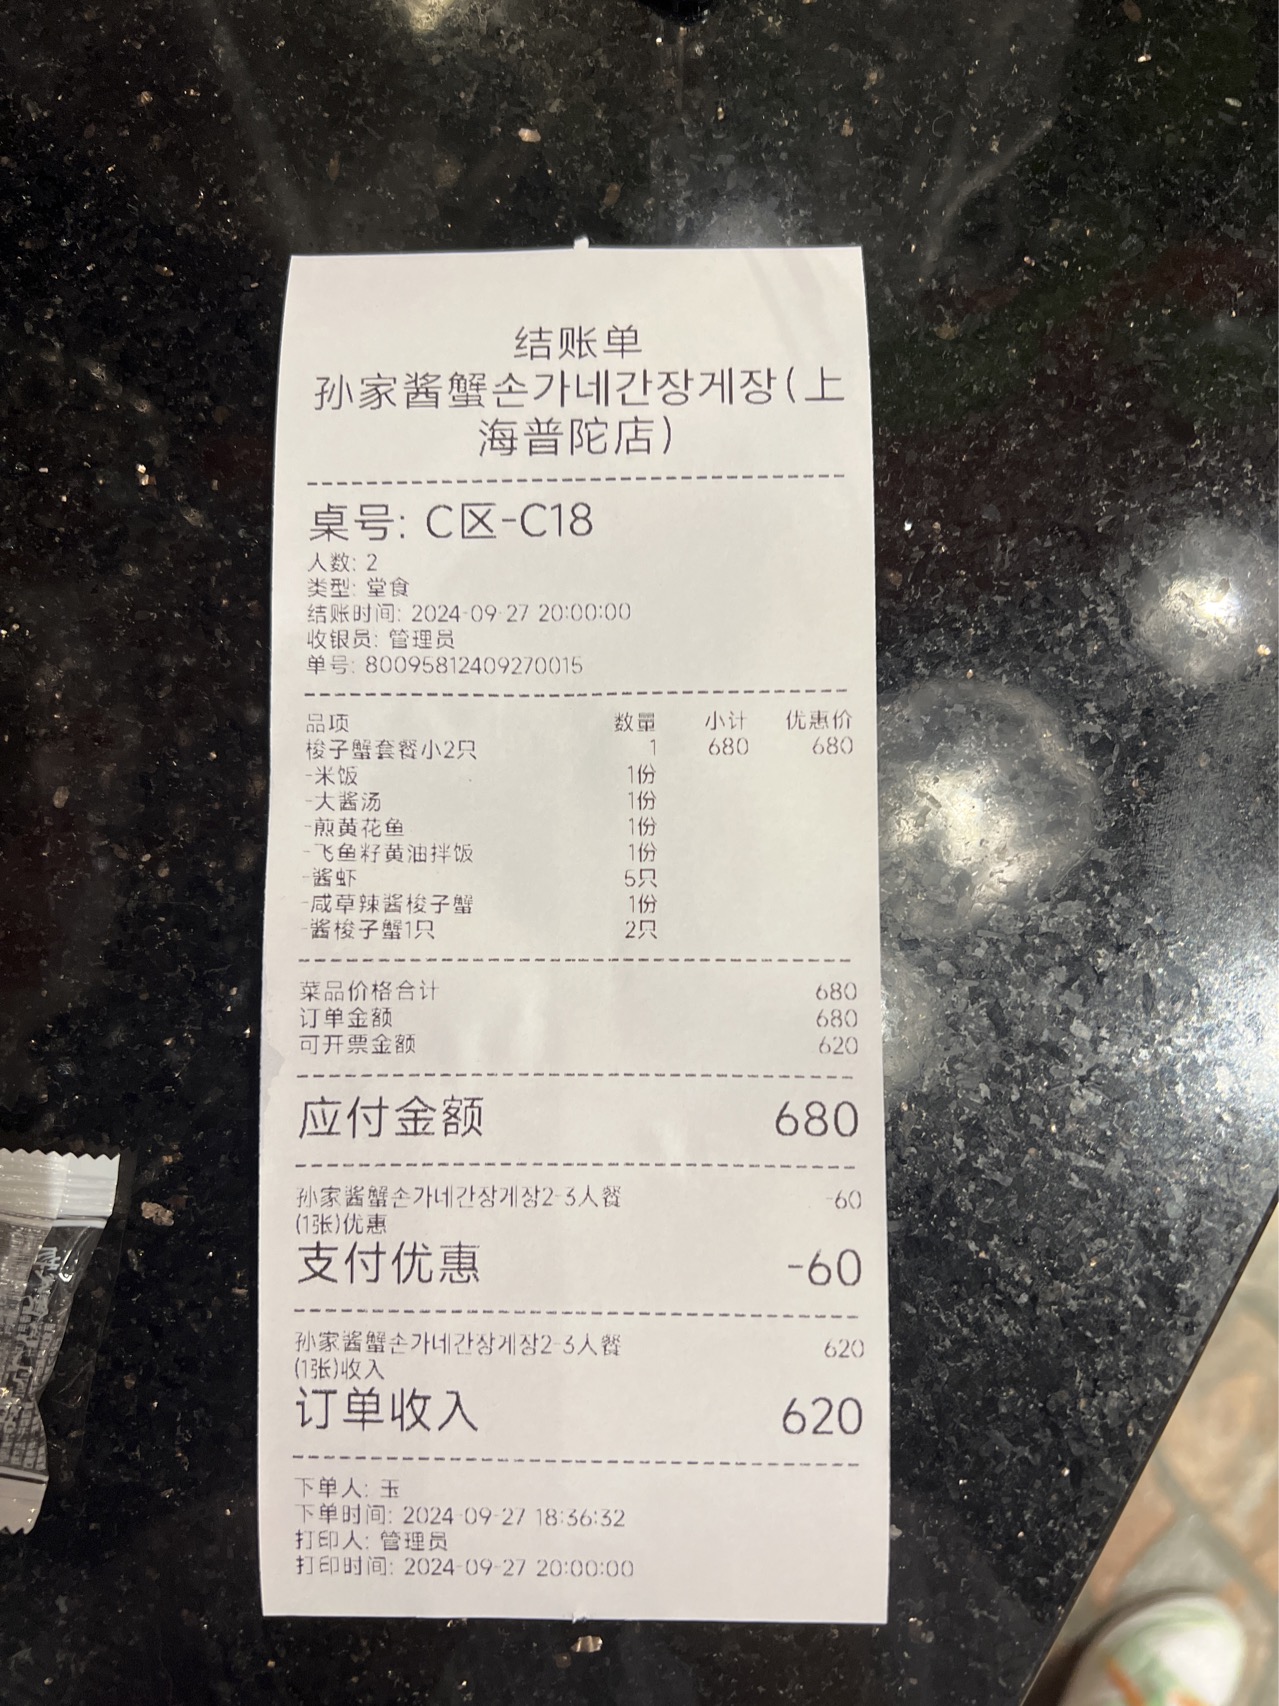 结账单
孙家酱蟹손가네간장게장(上
海普陀店)
桌号: C区-C18
人数: 2
类型: 堂食
结账时间: 2024-09-27 20:00:00
收银员: 管理员
单号: 80095812409270015
品项 数量 小计 优惠价
梭子蟹套餐小2只 1 680 680
-米饭 1份
-大酱汤 1份
-煎黄花鱼 1份
-飞鱼籽黄油拌饭 1份
-酱虾 5只
-咸草辣酱梭子蟹 1份
-酱梭子蟹1只 2只
菜品价格合计 680
订单金额 680
可开票金额 620
应付金额 680
孙家酱蟹손가네간장게장2-3人餐 -60
(1张)优惠
支付优惠 -60
孙家酱蟹손가네간장게장2-3人餐 620
(1张)收入
订单收入 620
下单人: 玉
下单时间: 2024-09-27 18:36:32
打印人: 管理员
打印时间: 2024-09-27 20:00:00